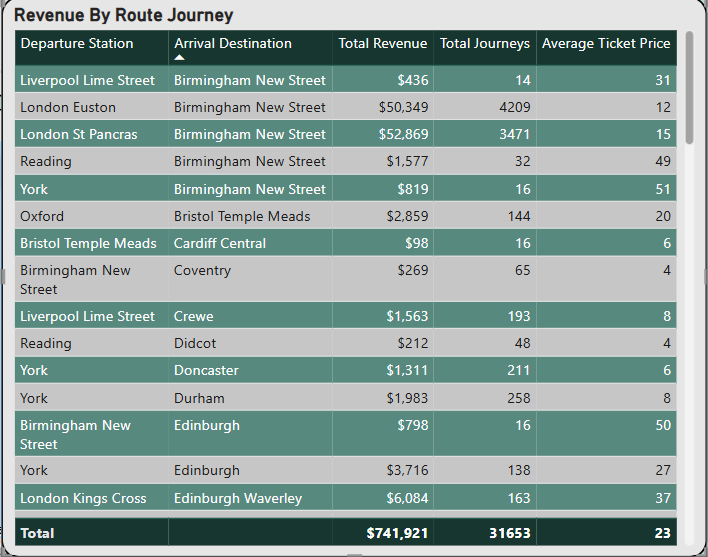 Revenue By Route Journey
Departure Station Arrival Destination Total Revenue Total Journeys Average Ticket Price
Liverpool Lime Street Birmingham New Street $436 14 31
London Euston Birmingham New Street $50,349 4209 12
London St Pancras Birmingham New Street $52,869 3471 15
Reading Birmingham New Street $1,577 32 49
York Birmingham New Street $819 16 51
Oxford Bristol Temple Meads $2,859 144 20
Bristol Temple Meads Cardiff Central $98 16 6
Birmingham New Coventry $269 65 4
Street
Liverpool Lime Street Crewe $1,563 193 8
Reading Didcot $212 48 4
York Doncaster $1,311 211 6
York Durham $1,983 258 8
Birmingham New Edinburgh $798 16 50
Street
York Edinburgh $3,716 138 27
London Kings Cross Edinburgh Waverley $6,084 163 37
Total $741,921 31653 23